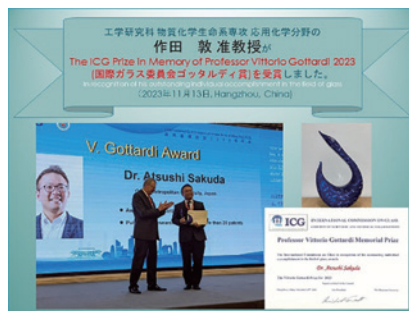 工学研究科 物質化学生命系専攻 応用化学分野の
作田 敦 准教授が
The ICG Prize in Memory of Professor Vittorio Gottardi 2023
(国際ガラス委員会ゴッタルディ賞)を受賞しました。
In recognition of his outstanding individual accomplishment in the field of glass
(2023年11月13日, Hangzhou, China)
V. Gottardi Award
Dr. Atsushi Sakuda
Metropolitan
Japan
ICG
INTERNATIONAL COMMISSION ON GLASS
Professor Vittorio Gottardi Memorial Prize
Dr. Atsushi Sakuda